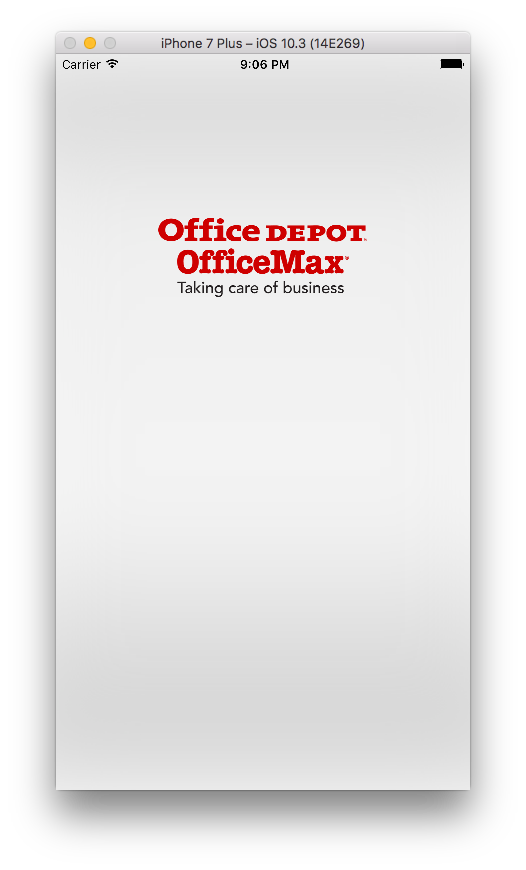 iPhone 7 Plus – iOS 10.3 (14E269)
Carrier 9:06 PM
Office DEPOT.
OfficeMax®
Taking care of business